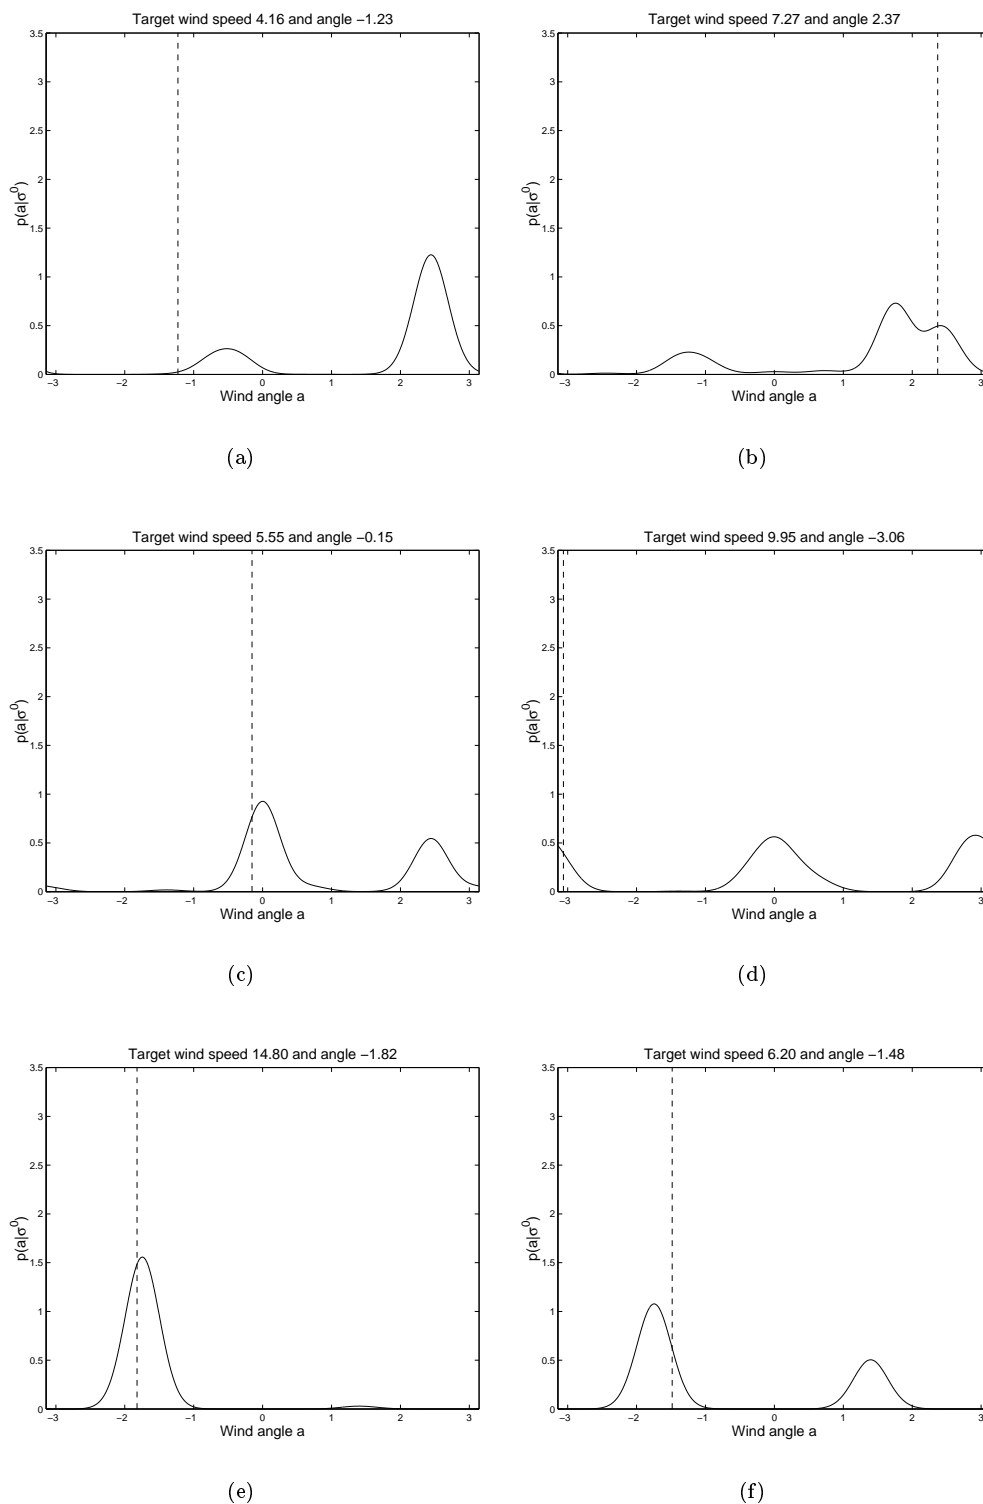 Target wind speed 4.16 and angle −1.23
3.5
3
2.5
2
1.5
1
0.5
0
p(a|σ⁰)
−3 −2 −1 0 1 2 3
Wind angle a
(a)
Target wind speed 7.27 and angle 2.37
3.5
3
2.5
2
1.5
1
0.5
0
p(a|σ⁰)
−3 −2 −1 0 1 2 3
Wind angle a
(b)
Target wind speed 5.55 and angle −0.15
3.5
3
2.5
2
1.5
1
0.5
0
p(a|σ⁰)
−3 −2 −1 0 1 2 3
Wind angle a
(c)
Target wind speed 9.95 and angle −3.06
3.5
3
2.5
2
1.5
1
0.5
0
p(a|σ⁰)
−3 −2 −1 0 1 2 3
Wind angle a
(d)
Target wind speed 14.80 and angle −1.82
3.5
3
2.5
2
1.5
1
0.5
0
p(a|σ⁰)
−3 −2 −1 0 1 2 3
Wind angle a
(e)
Target wind speed 6.20 and angle −1.48
3.5
3
2.5
2
1.5
1
0.5
0
p(a|σ⁰)
−3 −2 −1 0 1 2 3
Wind angle a
(f)